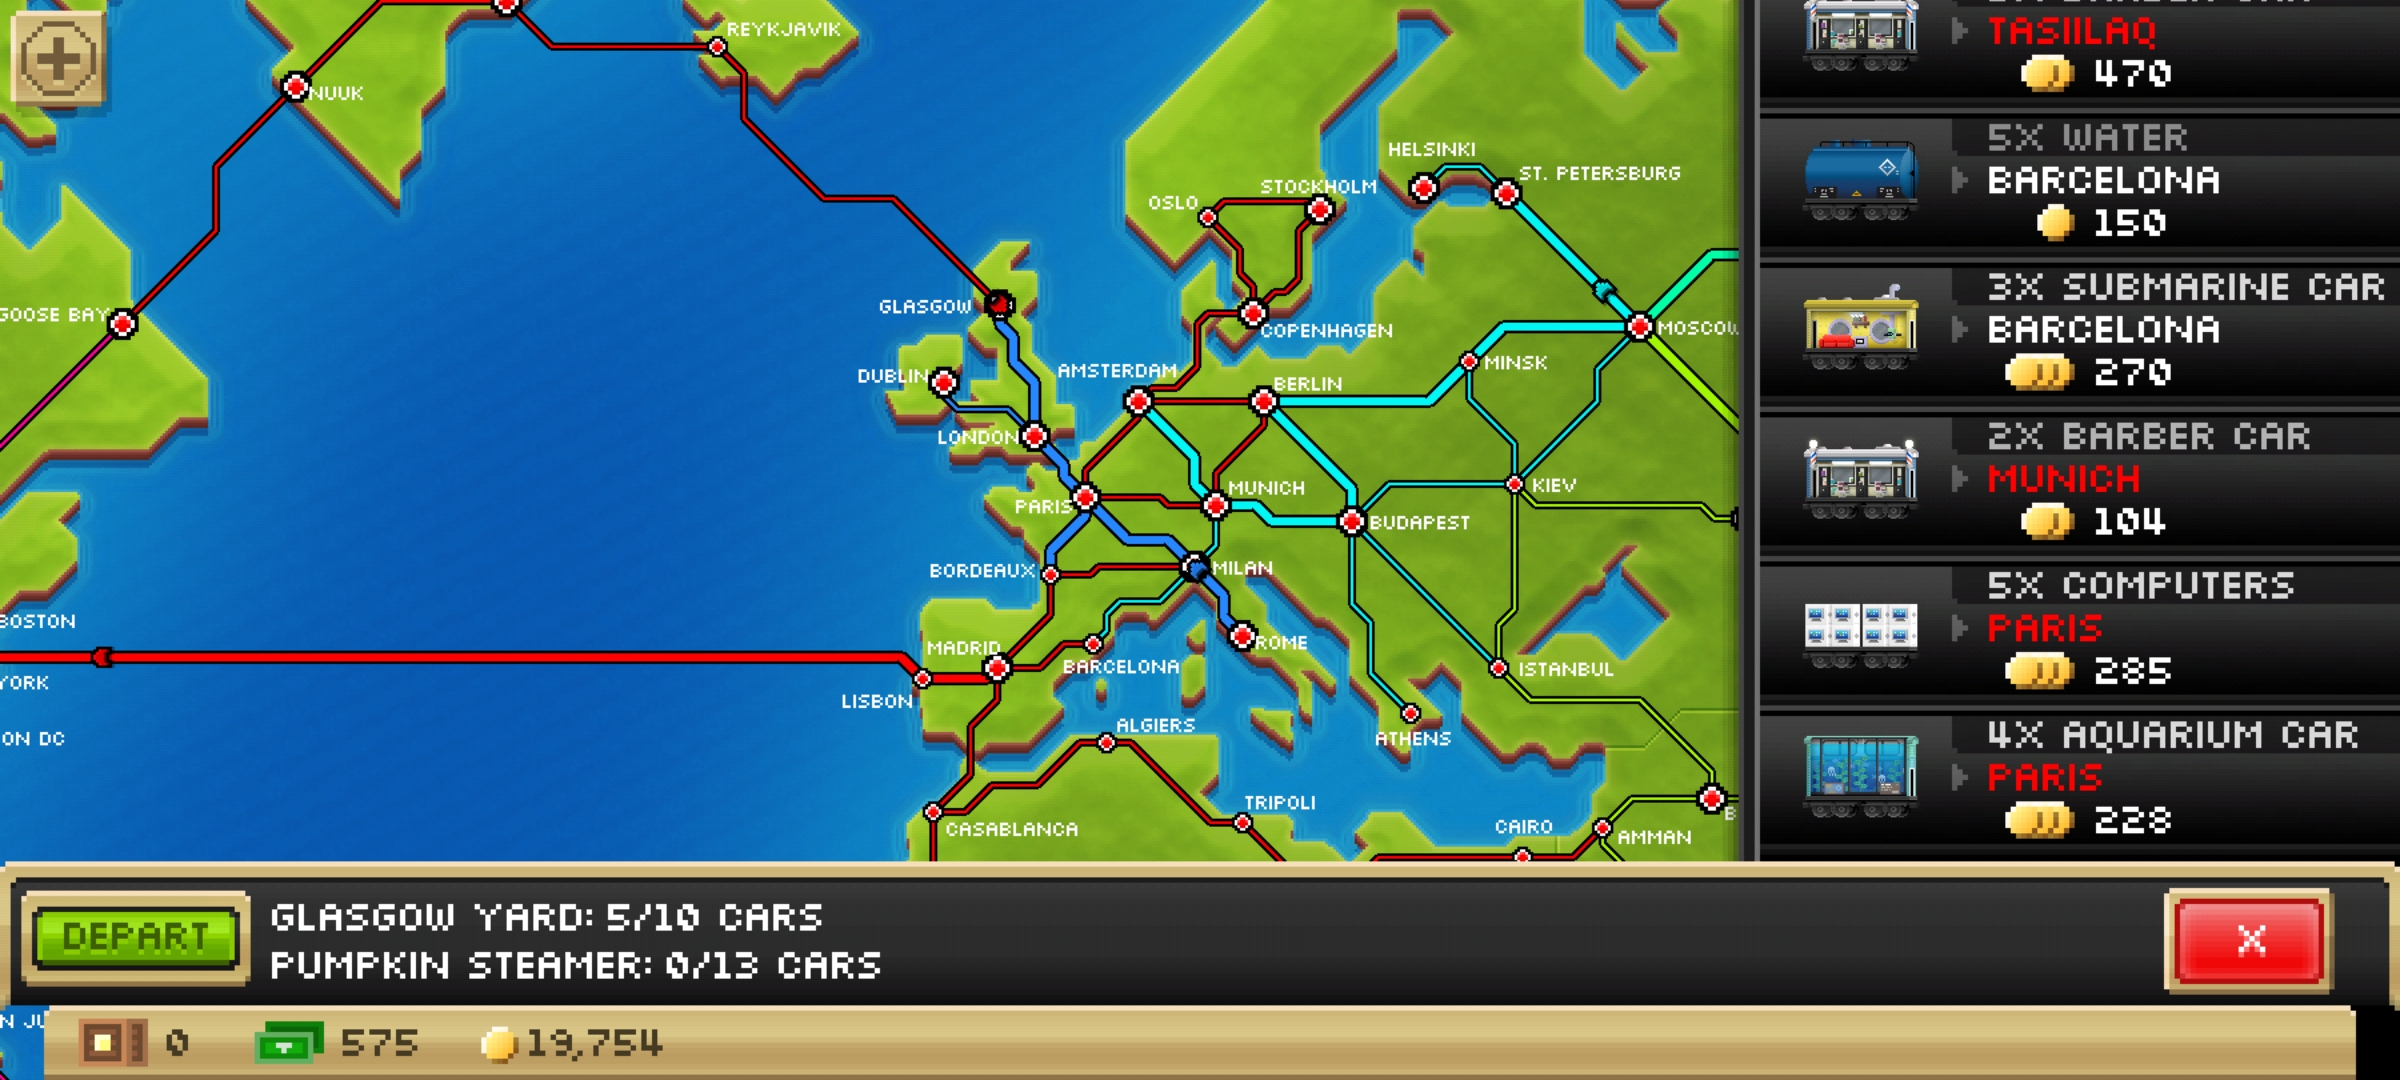 REYKJAVIK
NUUK
HELSINKI
ST. PETERSBURG
STOCKHOLM
OSLO
GLASGOW
GOOSE BAY
COPENHAGEN
MOSCOW
MINSK
AMSTERDAM
BERLIN
DUBLIN
LONDON
KIEV
MUNICH
PARIS
BUDAPEST
BORDEAUX
MILAN
BOSTON
MADRID
ROME
BARCELONA
ISTANBUL
YORK
LISBON
ALGIERS
ATHENS
ON DC
TRIPOLI
CASABLANCA
CAIRO
AMMAN
B
TASIILAQ
470
5X WATER
BARCELONA
150
3X SUBMARINE CAR
BARCELONA
270
2X BARBER CAR
MUNICH
104
5X COMPUTERS
PARIS
285
4X AQUARIUM CAR
PARIS
228
DEPART
GLASGOW YARD: 5/10 CARS
PUMPKIN STEAMER: 0/13 CARS
X
N JU
0
575
19,754